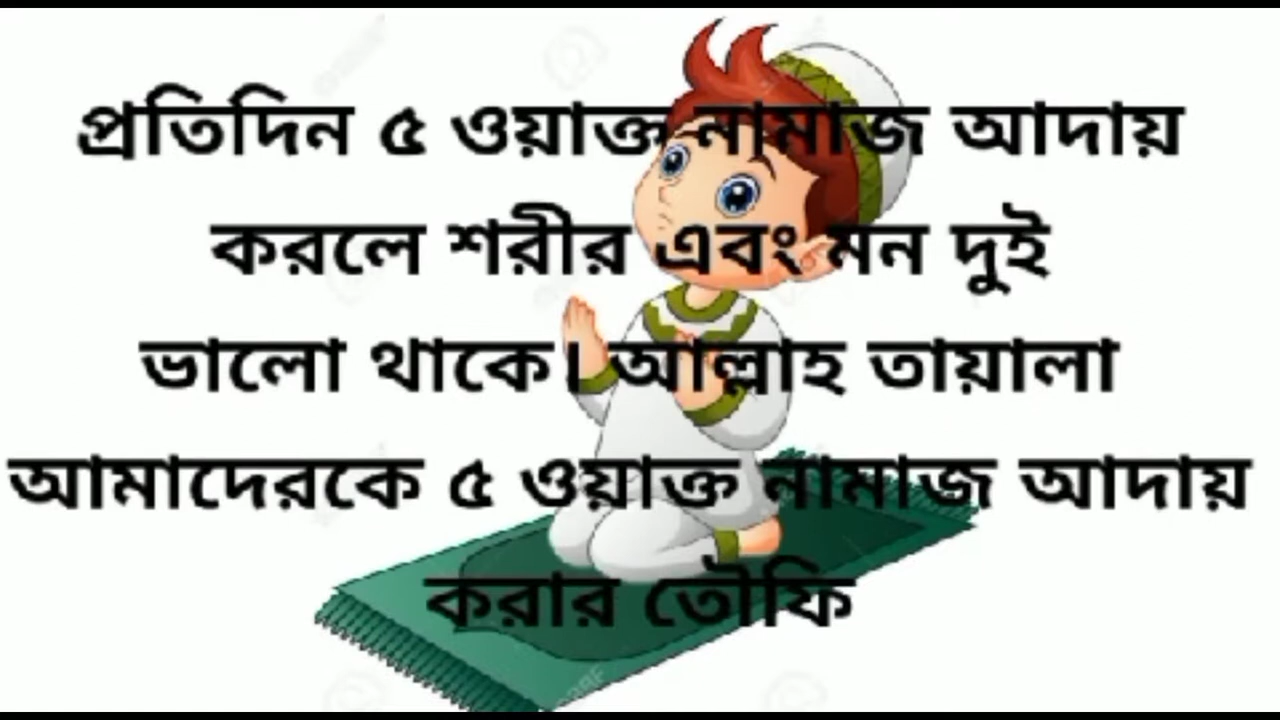 প্রতিদিন ৫ ওয়াক্ত নামাজ আদায়
করলে শরীর এবং মন দুই
ভালো থাকে। আল্লাহ তায়ালা
আমাদেরকে ৫ ওয়াক্ত নামাজ আদায়
করার তৌফি